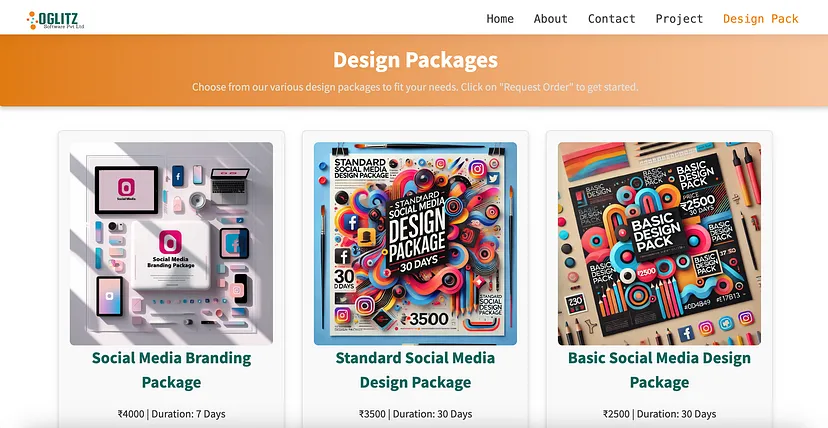 OGLITZ
Software Pvt Ltd
Home About Contact Project Design Pack
Design Packages
Choose from our various design packages to fit your needs. Click on "Request Order" to get started.
Social Media
Social Media
Branding Package
Social Media Branding
Package
₹4000 | Duration: 7 Days
STANDARD
SOCIAL MEDIA
DESIGN PACKAGE
STANDARD
SOCIAL MEDIA
DESIGN
PACKAGE
30 DAYS
30
DAYS
STANDARD
SOCIAL
DESIGN
PACKAGE
₹3500
Standard Social Media
Design Package
₹3500 | Duration: 30 Days
BASIC
DESIGN
PACK
BASIC
DESIGN
PACK
PRICE
₹2500
30 DAYS
BASIC
DESIGN
PACK
BASIC
DESIGN
PACK
₹2500
230
#0D4B49
#E17B13
Basic Social Media Design
Package
₹2500 | Duration: 30 Days